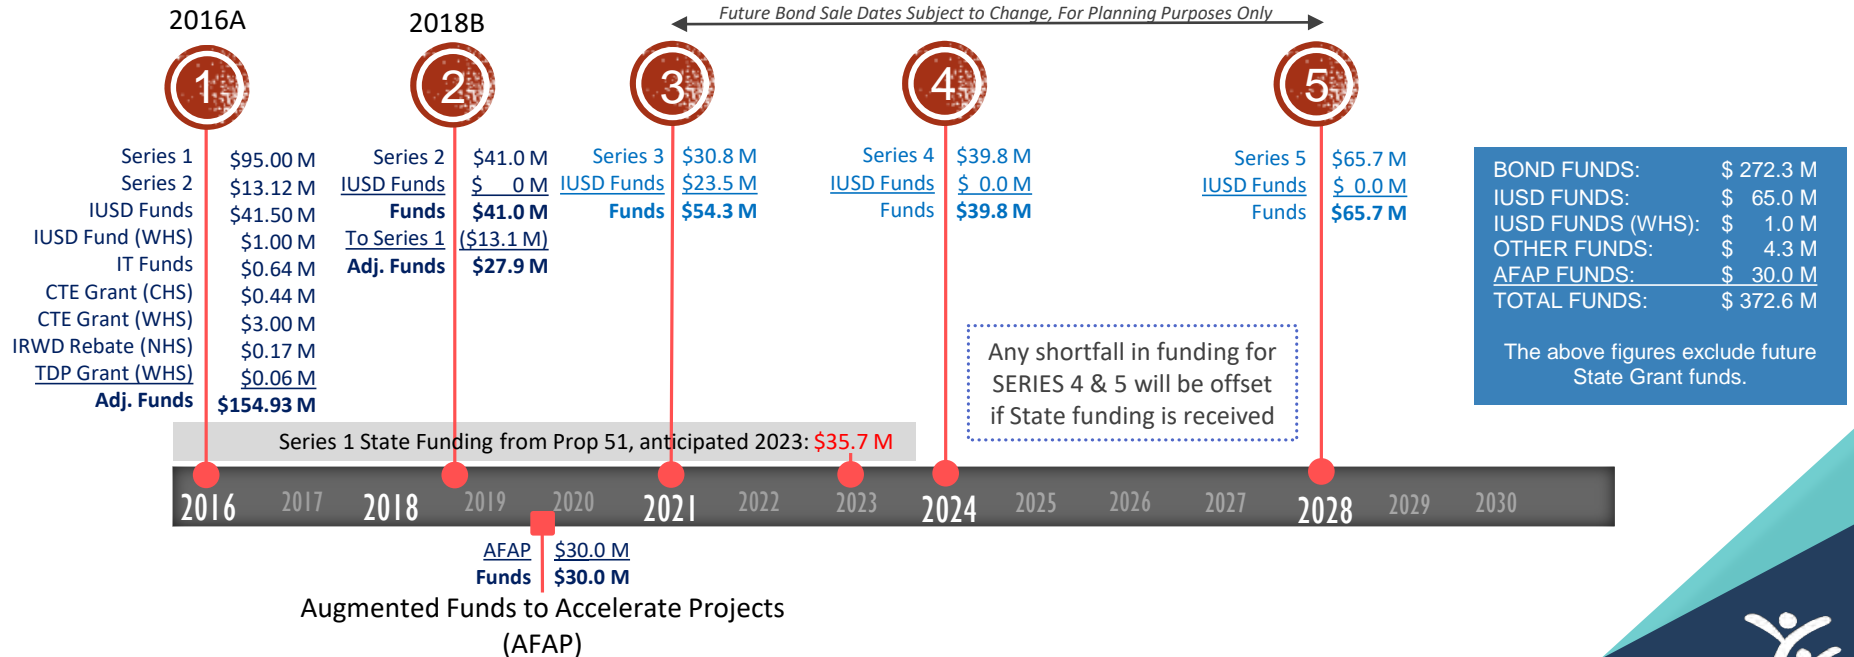 2016A
2018B
Future Bond Sale Dates Subject to Change, For Planning Purposes Only
1
2
3
4
5
Series 1 $95.00 M
Series 2 $13.12 M
IUSD Funds $41.50 M
IUSD Fund (WHS) $1.00 M
IT Funds $0.64 M
CTE Grant (CHS) $0.44 M
CTE Grant (WHS) $3.00 M
IRWD Rebate (NHS) $0.17 M
TDP Grant (WHS) $0.06 M
Adj. Funds $154.93 M
Series 2 $41.0 M
IUSD Funds $ 0 M
Funds $41.0 M
To Series 1 ($13.1 M)
Adj. Funds $27.9 M
Series 3 $30.8 M
IUSD Funds $23.5 M
Funds $54.3 M
Series 4 $39.8 M
IUSD Funds $ 0.0 M
Funds $39.8 M
Series 5 $65.7 M
IUSD Funds $ 0.0 M
Funds $65.7 M
BOND FUNDS: $ 272.3 M
IUSD FUNDS: $ 65.0 M
IUSD FUNDS (WHS): $ 1.0 M
OTHER FUNDS: $ 4.3 M
AFAP FUNDS: $ 30.0 M
TOTAL FUNDS: $ 372.6 M
The above figures exclude future
State Grant funds.
Any shortfall in funding for
SERIES 4 & 5 will be offset
if State funding is received
Series 1 State Funding from Prop 51, anticipated 2023: $35.7 M
2016 2017 2018 2019 2020 2021 2022 2023 2024 2025 2026 2027 2028 2029 2030
AFAP $30.0 M
Funds $30.0 M
Augmented Funds to Accelerate Projects
(AFAP)